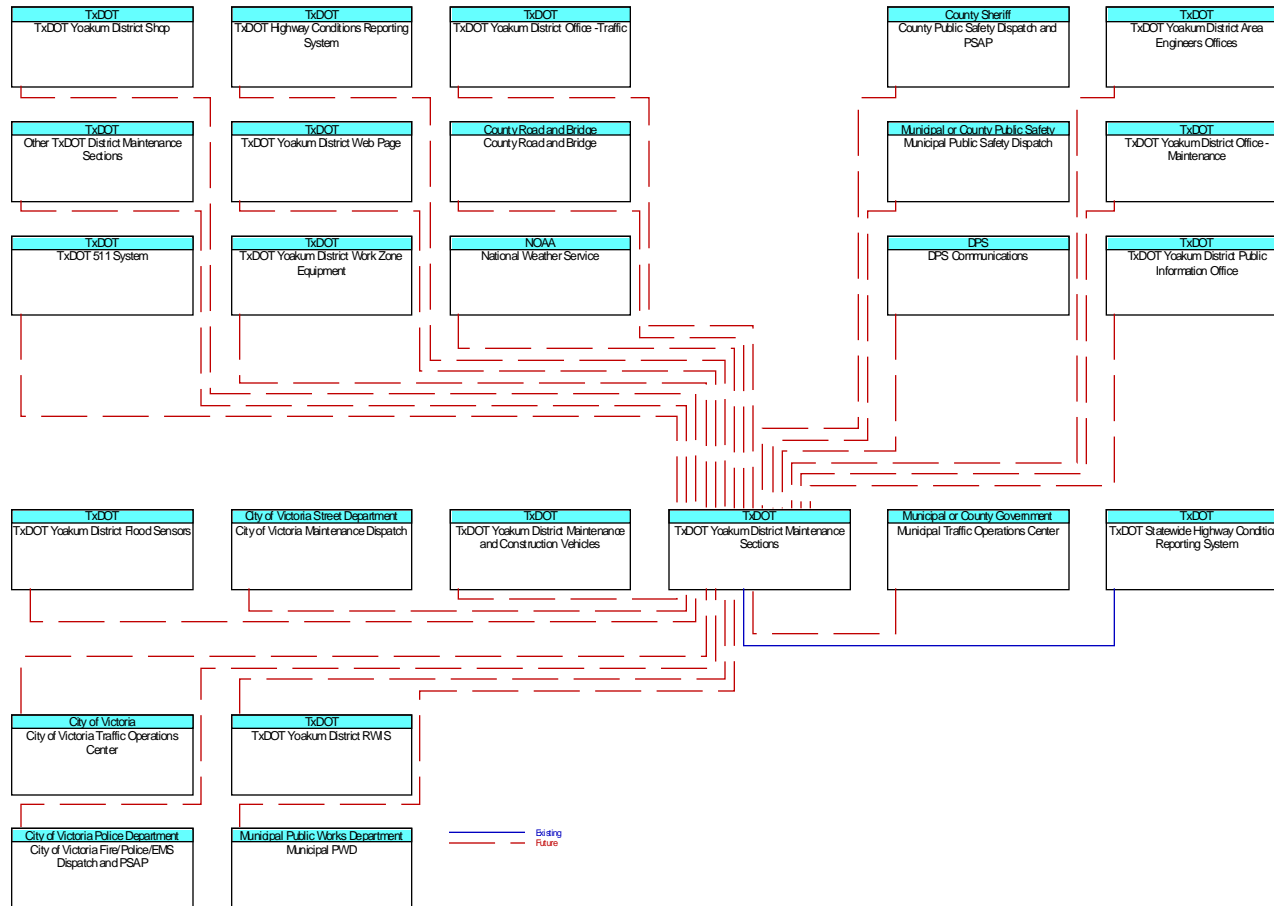 TxDOT
TxDOT Yoakum District Shop
TxDOT
TxDOT Highway Conditions Reporting
System
TxDOT
TxDOT Yoakum District Office -Traffic
County Sheriff
County Public Safety Dispatch and
PSAP
TxDOT
TxDOT Yoakum District Area
Engineers Offices
TxDOT
Other TxDOT District Maintenance
Sections
TxDOT
TxDOT Yoakum District Web Page
County Road and Bridge
County Road and Bridge
Municipal or County Public Safety
Municipal Public Safety Dispatch
TxDOT
TxDOT Yoakum District Office -
Maintenance
TxDOT
TxDOT 511 System
TxDOT
TxDOT Yoakum District Work Zone
Equipment
NOAA
National Weather Service
DPS
DPS Communications
TxDOT
TxDOT Yoakum District Public
Information Office
TxDOT
TxDOT Yoakum District Flood Sensors
City of Victoria Street Department
City of Victoria Maintenance Dispatch
TxDOT
TxDOT Yoakum District Maintenance
and Construction Vehicles
TxDOT
TxDOT Yoakum District Maintenance
Sections
Municipal or County Government
Municipal Traffic Operations Center
TxDOT
TxDOT Statewide Highway Conditio
Reporting System
City of Victoria
City of Victoria Traffic Operations
Center
TxDOT
TxDOT Yoakum District RWIS
City of Victoria Police Department
City of Victoria Fire/Police/EMS
Dispatch and PSAP
Municipal Public Works Department
Municipal PWD
Existing
Future